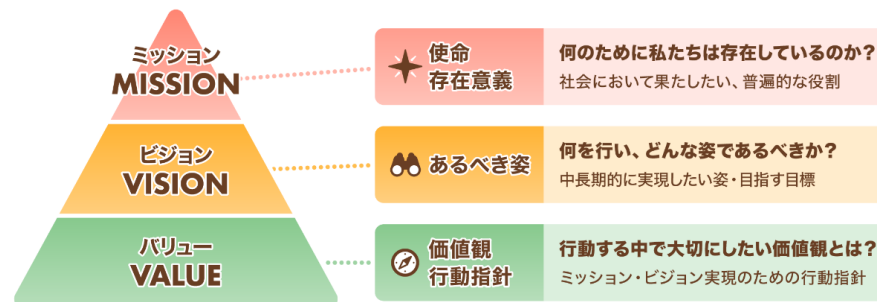 ミッション
MISSION
使命
存在意義
何のために私たちは存在しているのか?
社会において果たしたい、普遍的な役割
ビジョン
VISION
あるべき姿
何を行い、どんな姿であるべきか?
中長期的に実現したい姿・目指す目標
バリュー
VALUE
価値観
行動指針
行動する中で大切にしたい価値観とは?
ミッション・ビジョン実現のための行動指針